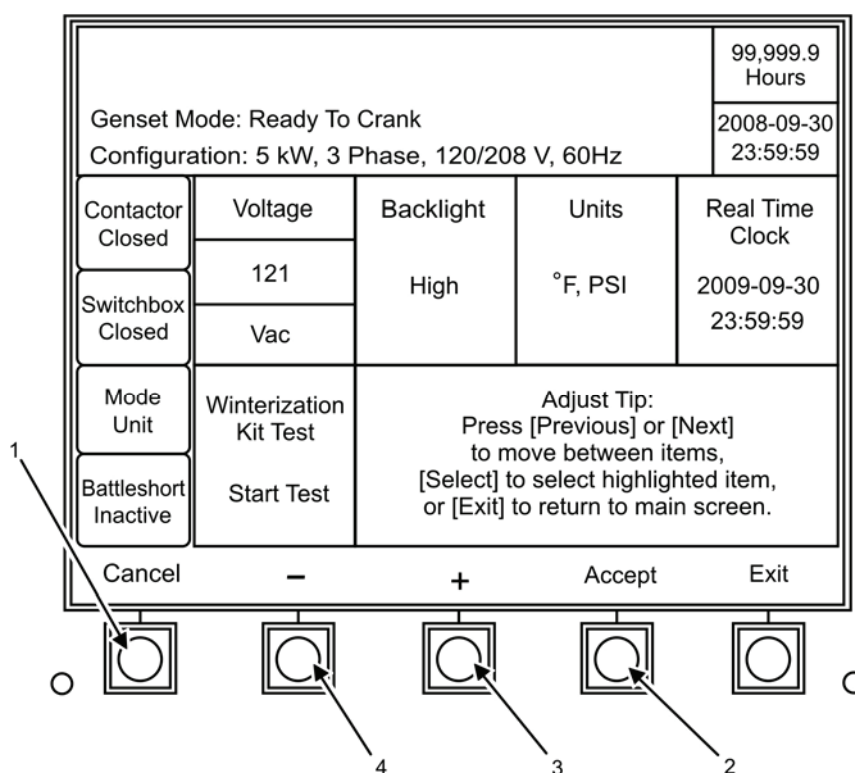 99,999.9
Hours
Genset Mode: Ready To Crank
Configuration: 5 kW, 3 Phase, 120/208 V, 60Hz
2008-09-30
23:59:59
Contactor
Closed
Switchbox
Closed
Mode
Unit
Battleshort
Inactive
Voltage
121
Vac
Backlight
High
Units
°F, PSI
Real Time
Clock
2009-09-30
23:59:59
Winterization
Kit Test
Start Test
Adjust Tip:
Press [Previous] or [Next]
to move between items,
[Select] to select highlighted item,
or [Exit] to return to main screen.
Cancel
–
+
Accept
Exit
1
4
3
2